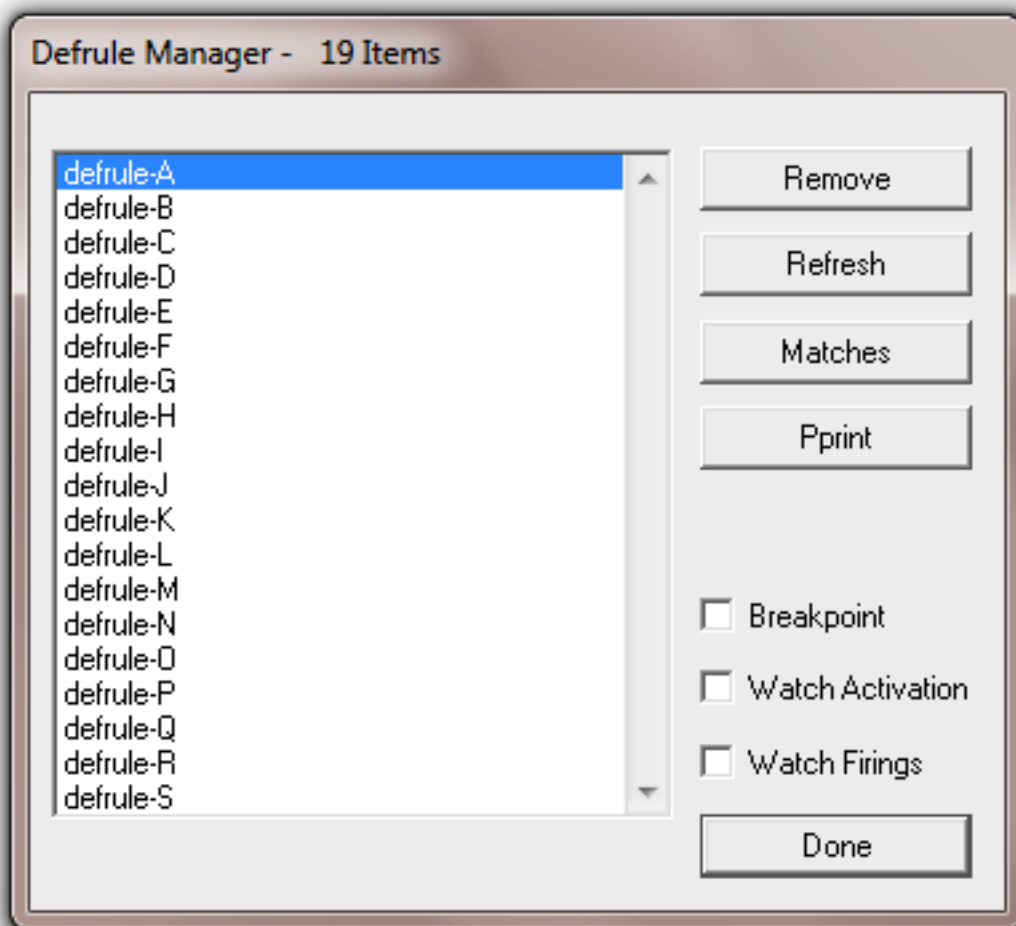 Defrule Manager - 19 Items
defrule-A
defrule-B
defrule-C
defrule-D
defrule-E
defrule-F
defrule-G
defrule-H
defrule-I
defrule-J
defrule-K
defrule-L
defrule-M
defrule-N
defrule-O
defrule-P
defrule-Q
defrule-R
defrule-S
Remove
Refresh
Matches
Pprint
Breakpoint
Watch Activation
Watch Firings
Done